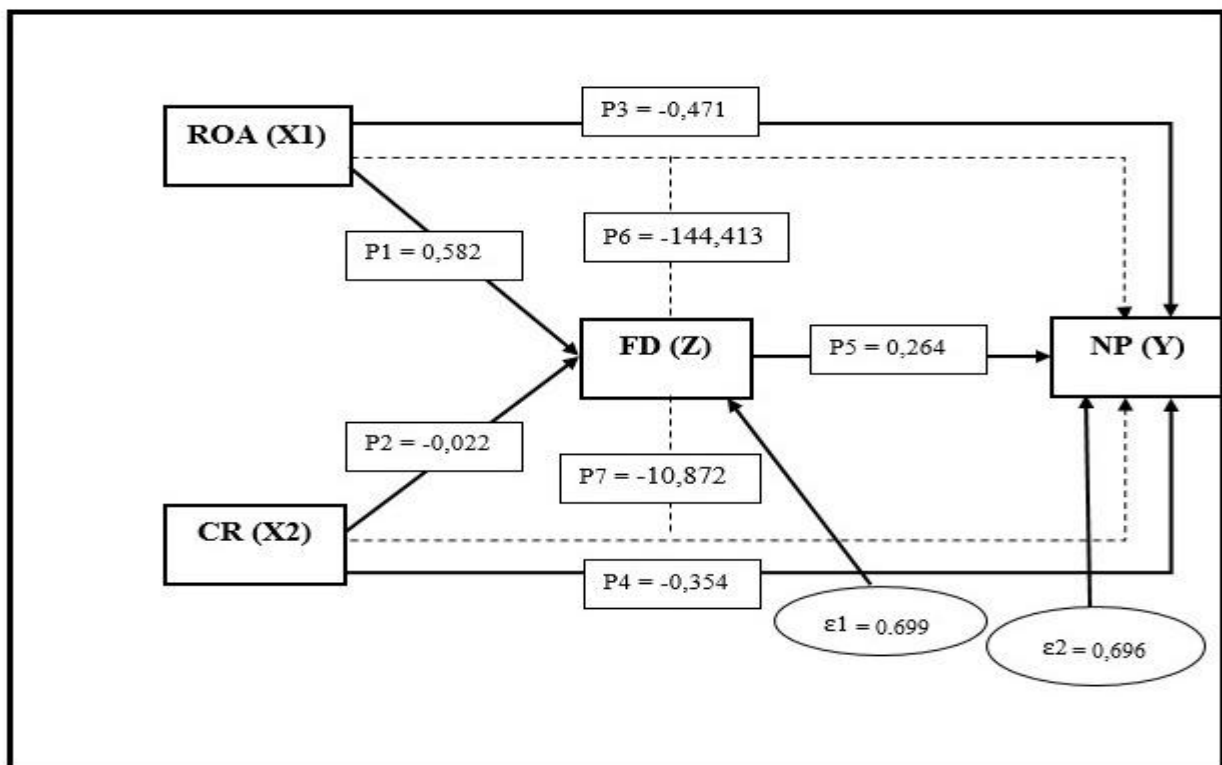 P3 = -0,471
ROA (X1)
P1 = 0,582
P6 = -144,413
FD (Z)
P5 = 0,264
NP (Y)
P2 = -0,022
P7 = -10,872
CR (X2)
P4 = -0,354
ε1 = 0.699
ε2 = 0,696